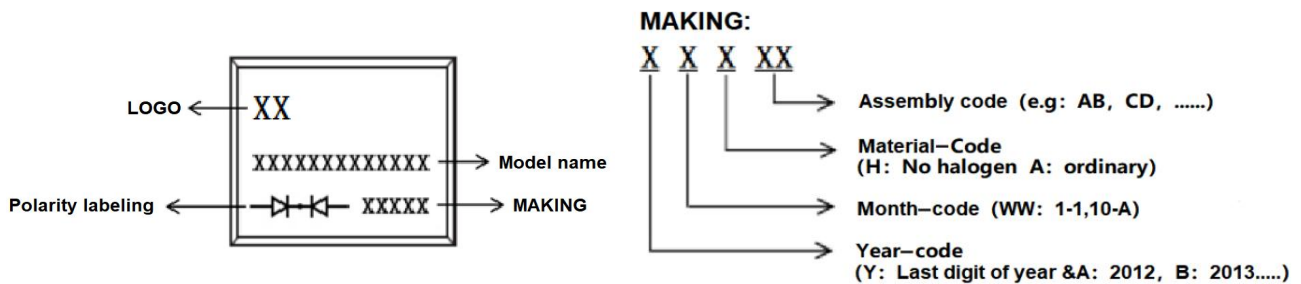 LOGO
XX
XXXXXXXXXXXXX
Model name
Polarity labeling
XXXXX
MAKING
MAKING:
X X X XX
Assembly code (e.g: AB, CD, ......)
Material-Code
(H: No halogen A: ordinary)
Month-code (WW: 1-1,10-A)
Year-code
(Y: Last digit of year &A: 2012, B: 2013.....)